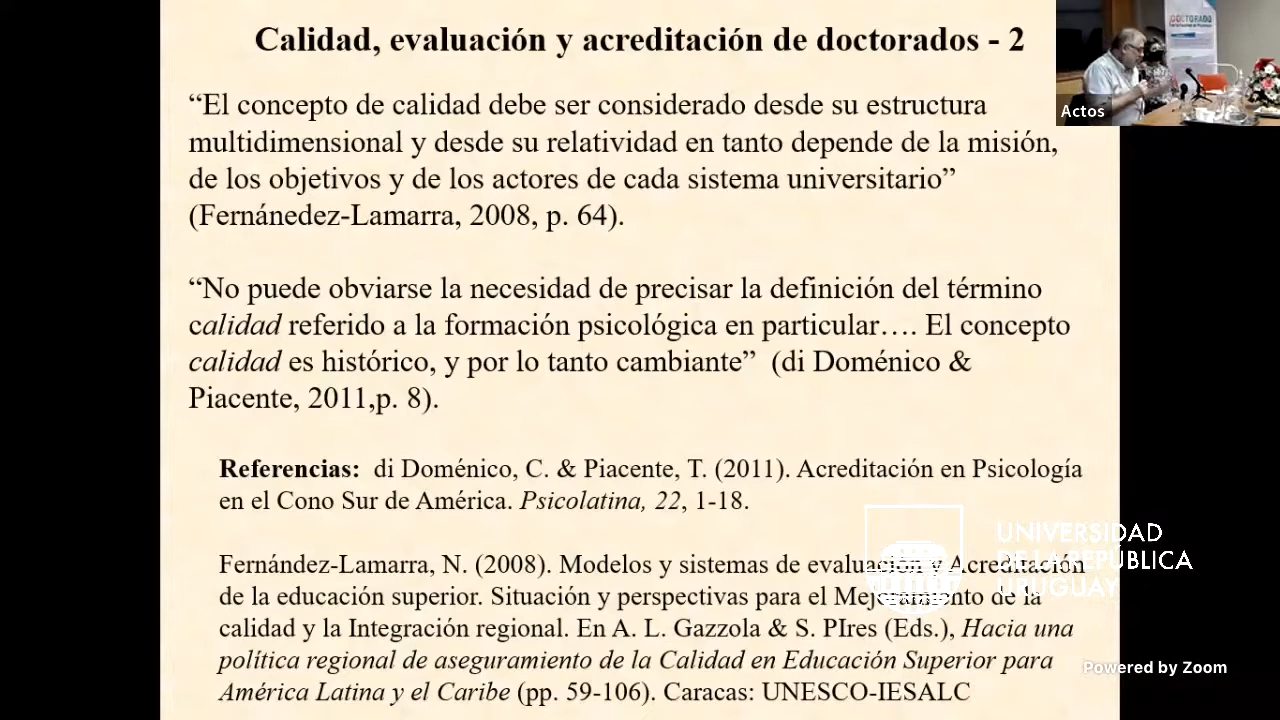 Calidad, evaluación y acreditación de doctorados - 2
“El concepto de calidad debe ser considerado desde su estructura
multidimensional y desde su relatividad en tanto depende de la misión,
de los objetivos y de los actores de cada sistema universitario”
(Fernánedez-Lamarra, 2008, p. 64).
“No puede obviarse la necesidad de precisar la definición del término
calidad referido a la formación psicológica en particular…. El concepto
calidad es histórico, y por lo tanto cambiante” (di Doménico &
Piacente, 2011,p. 8).
Referencias: di Doménico, C. & Piacente, T. (2011). Acreditación en Psicología
en el Cono Sur de América. Psicolatina, 22, 1-18.
Fernández-Lamarra, N. (2008). Modelos y sistemas de evaluación y Acreditación
de la educación superior. Situación y perspectivas para el Mejoramiento de la
calidad y la Integración regional. En A. L. Gazzola & S. PIres (Eds.), Hacia una
política regional de aseguramiento de la Calidad en Educación Superior para
América Latina y el Caribe (pp. 59-106). Caracas: UNESCO-IESALC
DOCTORADO
Actos
UNIVERSIDAD
DE LA REPÚBLICA
URUGUAY
Powered by Zoom